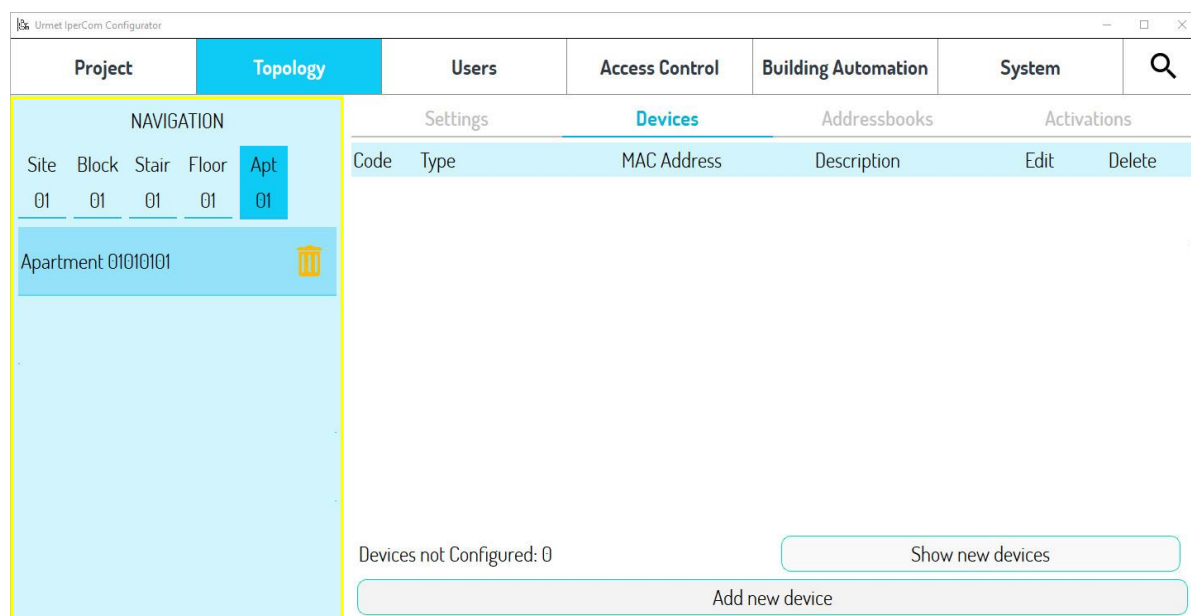 Urmet IperCom Configurator
Project Topology Users Access Control Building Automation System
NAVIGATION
Settings Devices Addressbooks Activations
Site Block Stair Floor Apt
01 01 01 01 01
Code Type MAC Address Description Edit Delete
Apartment 01010101
Devices not Configured: 0
Show new devices
Add new device